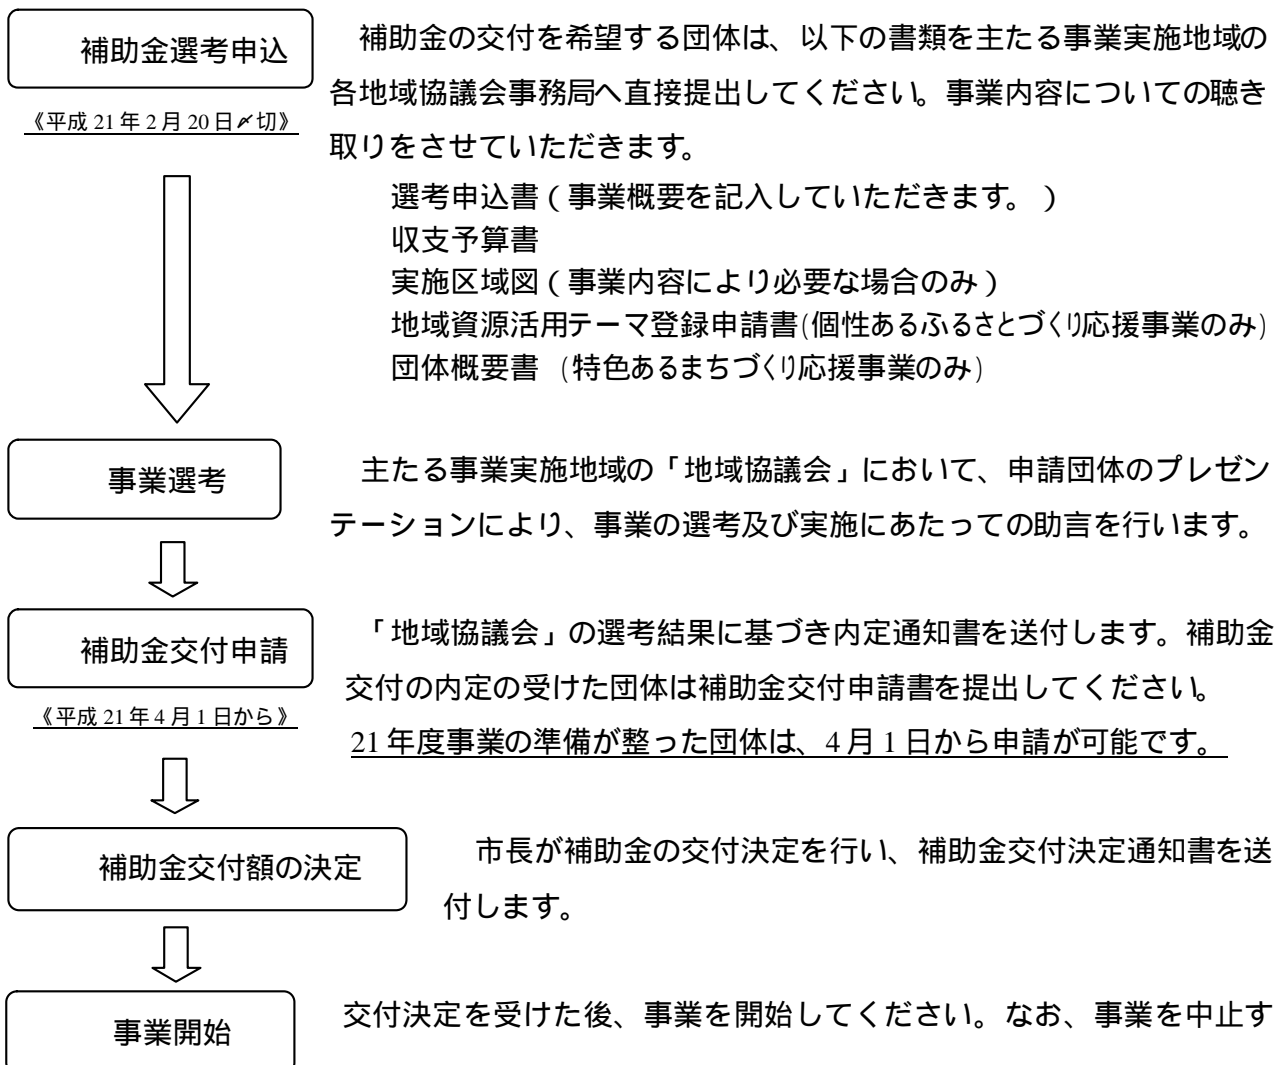 補助金選考申込
《平成 21 年 2 月 20 日〆切》
補助金の交付を希望する団体は、以下の書類を主たる事業実施地域の
各地域協議会事務局へ直接提出してください。事業内容についての聴き
取りをさせていただきます。
選考申込書（事業概要を記入していただきます。）
収支予算書
実施区域図（事業内容により必要な場合のみ）
地域資源活用テーマ登録申請書(個性あるふるさとづくり応援事業のみ)
団体概要書 (特色あるまちづくり応援事業のみ)
事業選考
主たる事業実施地域の「地域協議会」において、申請団体のプレゼン
テーションにより、事業の選考及び実施にあたっての助言を行います。
補助金交付申請
《平成 21 年 4 月 1 日から》
「地域協議会」の選考結果に基づき内定通知書を送付します。補助金
交付の内定の受けた団体は補助金交付申請書を提出してください。
21 年度事業の準備が整った団体は、4 月 1 日から申請が可能です。
補助金交付額の決定
市長が補助金の交付決定を行い、補助金交付決定通知書を送
付します。
事業開始
交付決定を受けた後、事業を開始してください。なお、事業を中止す